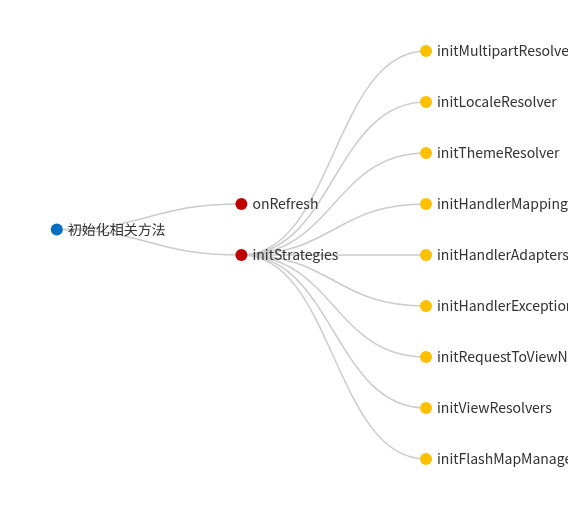 初始化相关方法
onRefresh
initStrategies
initMultipartResolve
initLocaleResolver
initThemeResolver
initHandlerMapping
initHandlerAdapters
initHandlerException
initRequestToViewN
initViewResolvers
initFlashMapManage